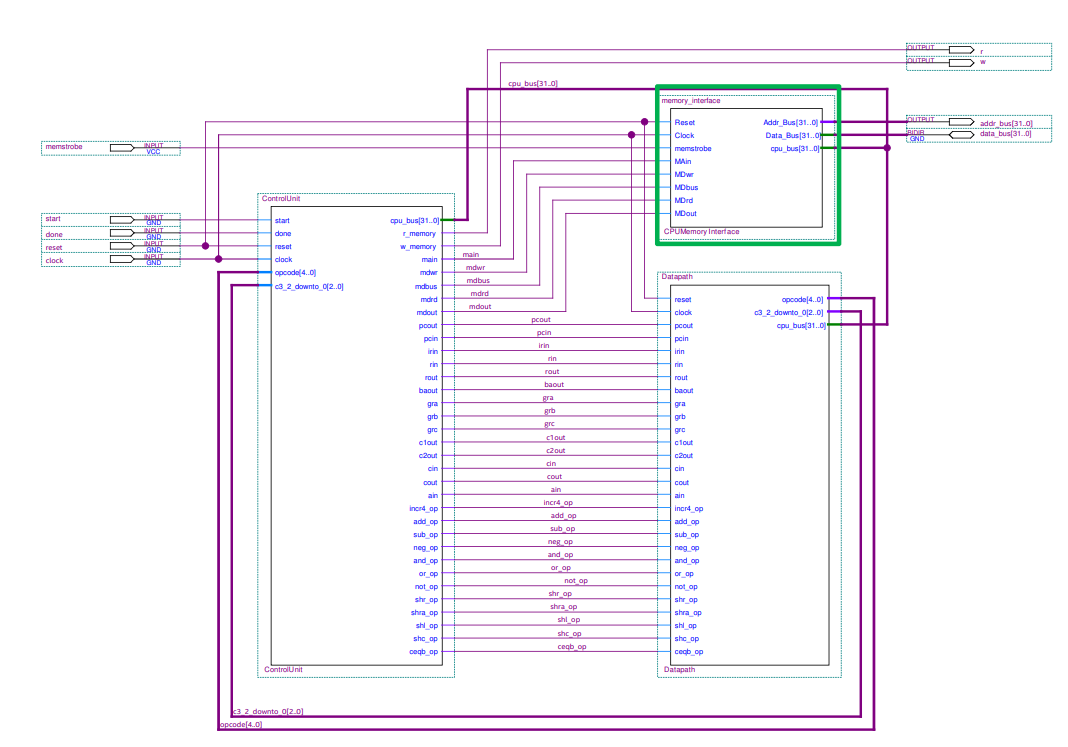 OUTPUT
r
OUTPUT
w
cpu_bus[31..0]
memory_interface
Reset
Clock
memstrobe
MAin
MDwr
MDbus
MDrd
MDout
Addr_Bus[31..0]
Data_Bus[31..0]
cpu_bus[31..0]
CPUMemory Interface
OUTPUT
addr_bus[31..0]
BIDIR
GND
data_bus[31..0]
memstrobe
INPUT
VCC
start
INPUT
GND
done
INPUT
GND
reset
INPUT
GND
clock
INPUT
GND
ControlUnit
start
done
reset
clock
opcode[4..0]
c3_2_downto_0[2..0]
cpu_bus[31..0]
r_memory
w_memory
main
mdwr
mdbus
mdrd
mdout
pcout
pcin
irin
rin
rout
baout
gra
grb
grc
c1out
c2out
cin
cout
ain
incr4_op
add_op
sub_op
neg_op
and_op
or_op
not_op
shr_op
shra_op
shl_op
shc_op
ceqb_op
ControlUnit
main
mdwr
mdbus
mdrd
mdout
pcout
pcin
irin
rin
rout
baout
gra
grb
grc
c1out
c2out
cin
cout
ain
incr4_op
add_op
sub_op
neg_op
and_op
or_op
not_op
shr_op
shra_op
shl_op
shc_op
ceqb_op
Datapath
reset
clock
pcout
pcin
irin
rin
rout
baout
gra
grb
grc
c1out
c2out
cin
cout
ain
incr4_op
add_op
sub_op
neg_op
and_op
or_op
not_op
shr_op
shra_op
shl_op
shc_op
ceqb_op
opcode[4..0]
c3_2_downto_0[2..0]
cpu_bus[31..0]
Datapath
c3_2_downto_0[2..0]
opcode[4..0]